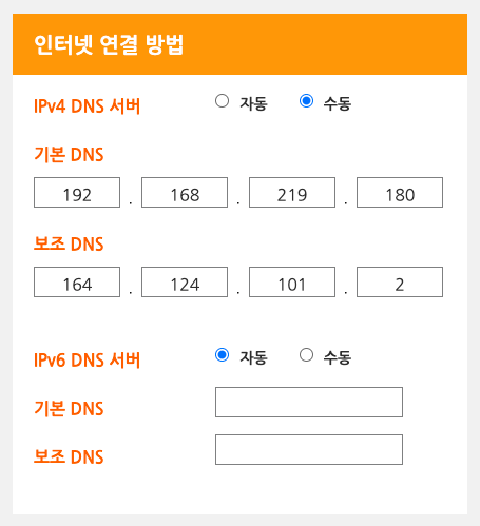 인터넷 연결 방법
IPv4 DNS 서버 자동 수동
기본 DNS
192 . 168 . 219 . 180
보조 DNS
164 . 124 . 101 . 2
IPv6 DNS 서버 자동 수동
기본 DNS
보조 DNS